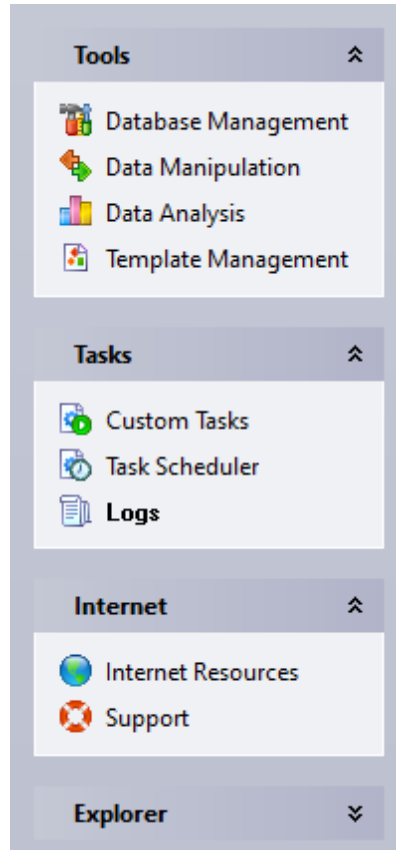 Tools
Database Management
Data Manipulation
Data Analysis
Template Management
Tasks
Custom Tasks
Task Scheduler
Logs
Internet
Internet Resources
Support
Explorer